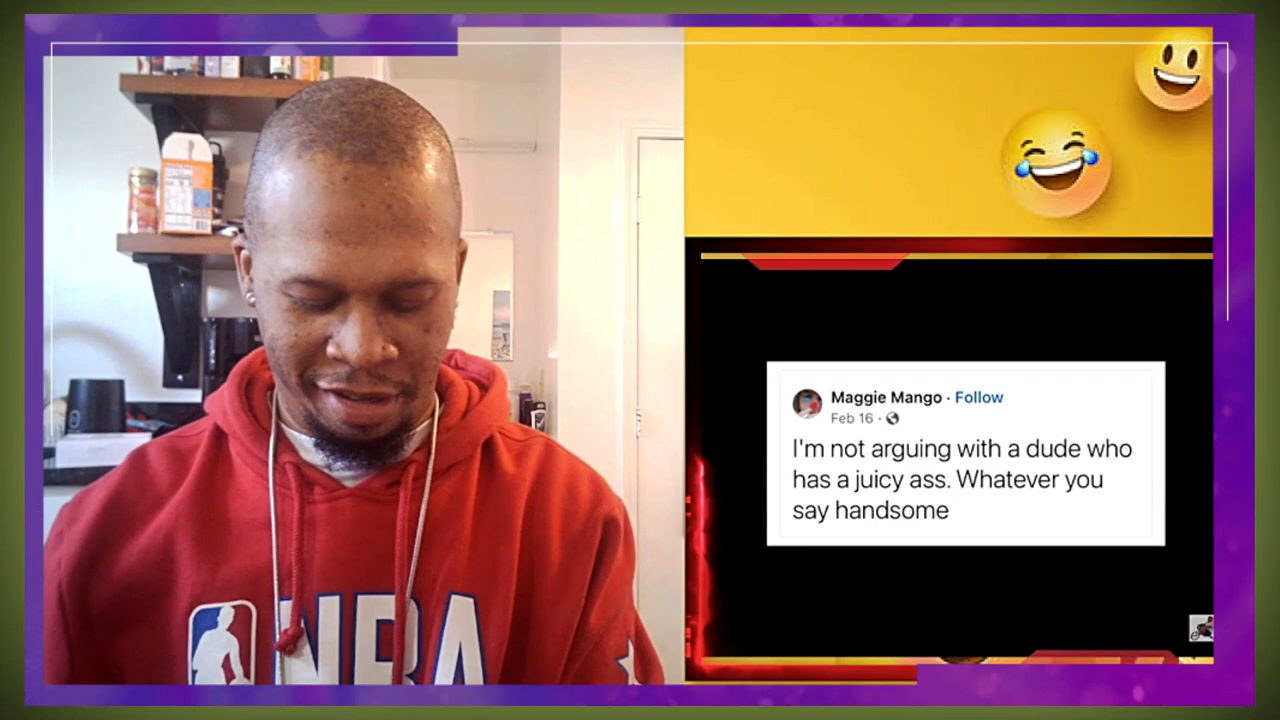 Maggie Mango · Follow
Feb 16 ·
I'm not arguing with a dude who
has a juicy ass. Whatever you
say handsome
NBA